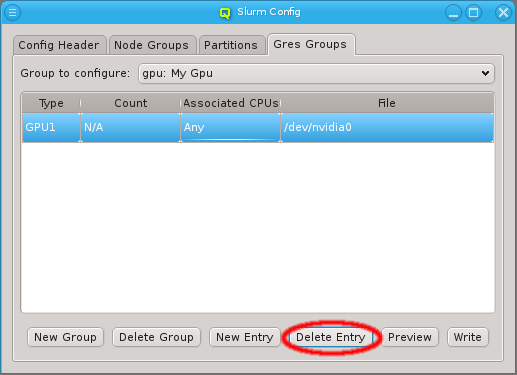 Slurm Config
Config Header Node Groups Partitions Gres Groups
Group to configure: gpu: My Gpu
Type Count Associated CPUs File
GPU1 N/A Any /dev/nvidia0
New Group Delete Group New Entry Delete Entry Preview Write